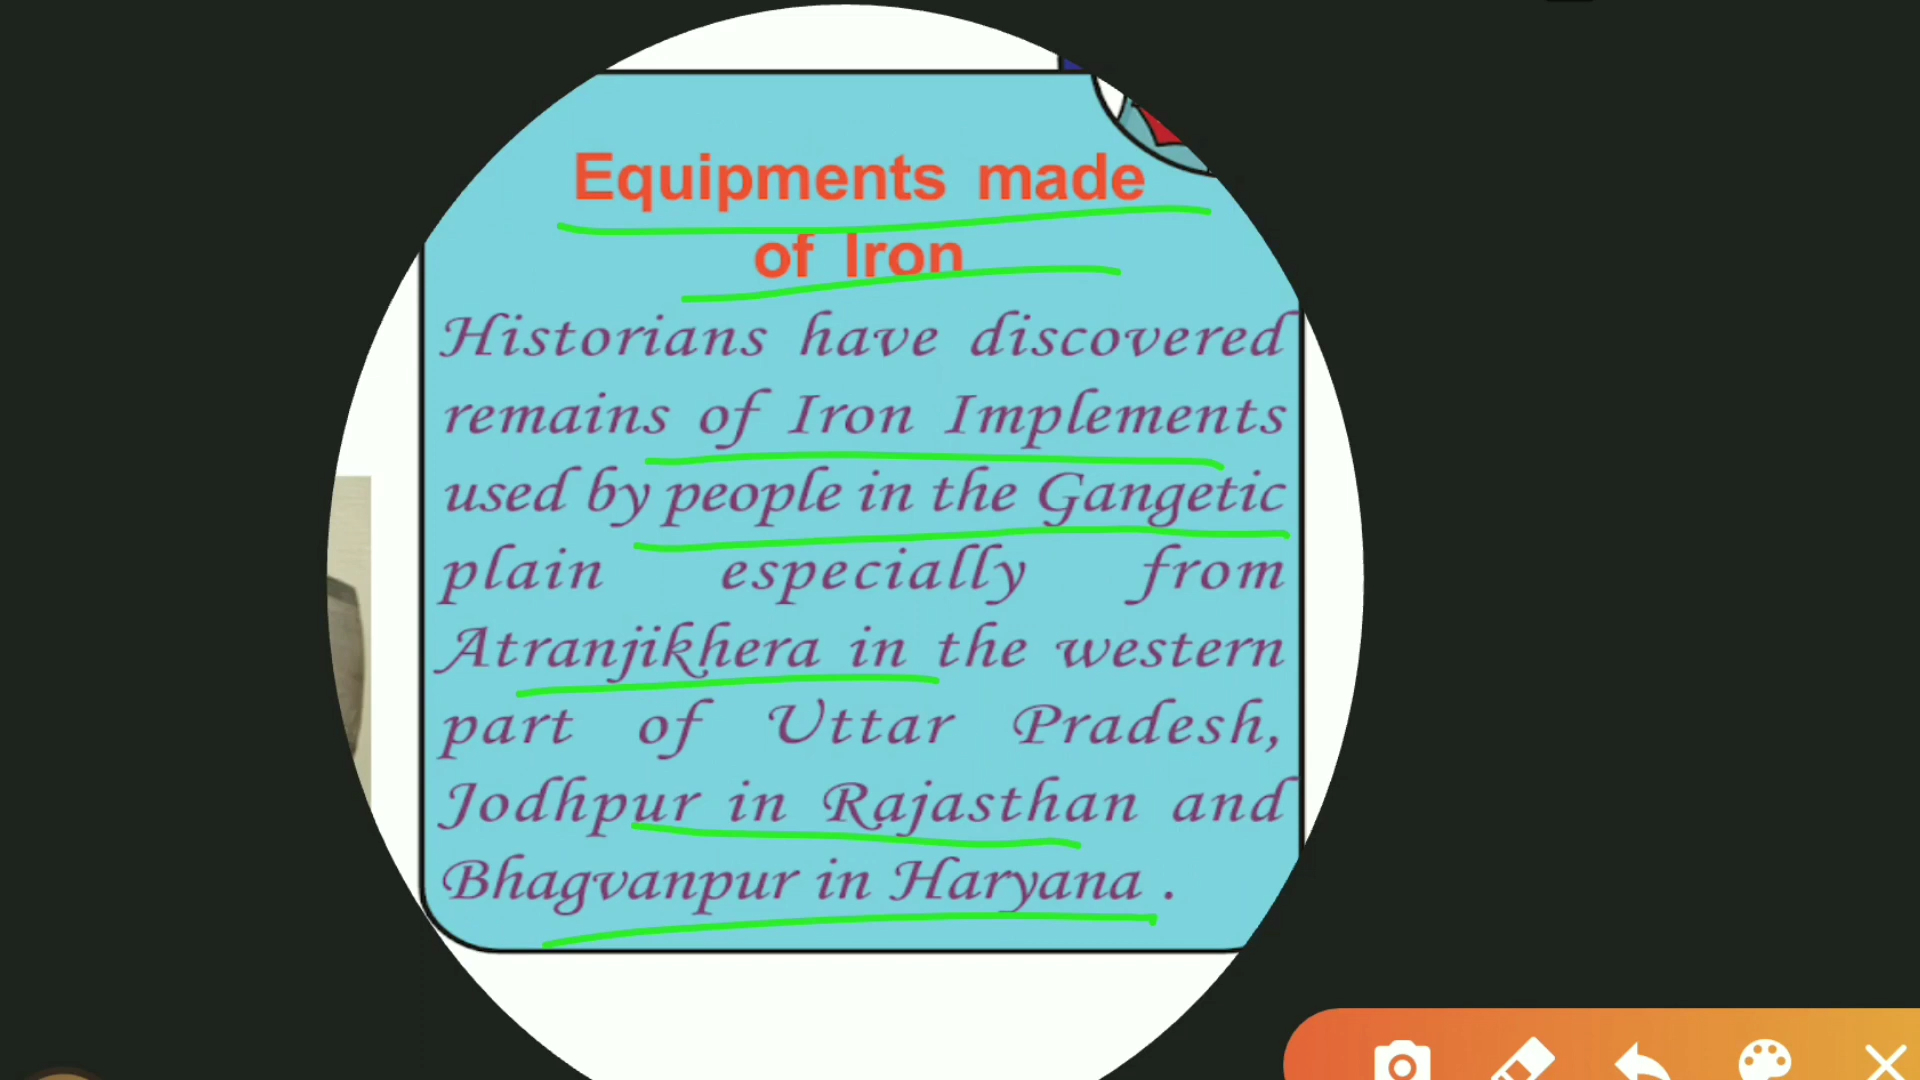 Equipments made
of Iron
Historians have discovered
remains of Iron Implements
used by people in the Gangetic
plain especially from
Atranjikhera in the western
part of Uttar Pradesh,
Jodhpur in Rajasthan and
Bhagvanpur in Haryana .